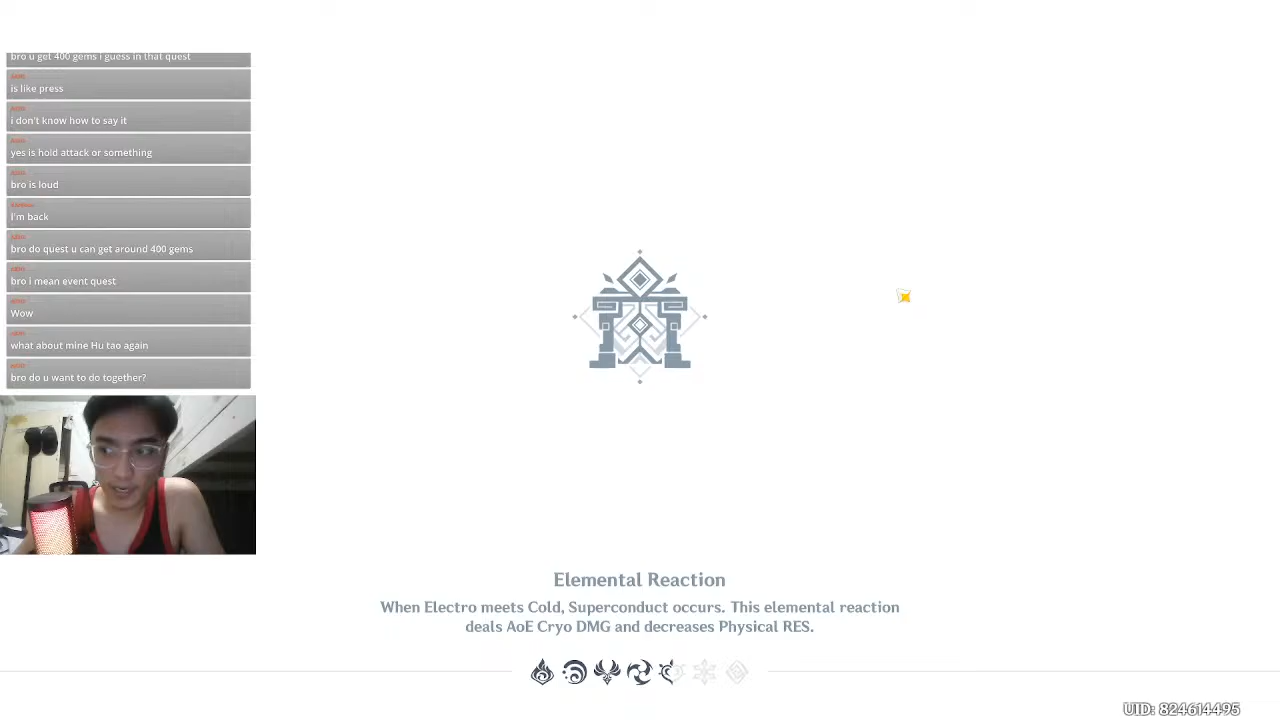 bro u get 400 gems i guess in that quest
is like press
i don't know how to say it
yes is hold attack or something
bro is loud
I'm back
bro do quest u can get around 400 gems
bro i mean event quest
Wow
what about mine Hu tao again
bro do u want to do together?
Elemental Reaction
When Electro meets Cold, Superconduct occurs. This elemental reaction
deals AoE Cryo DMG and decreases Physical RES.
UID: 824614495